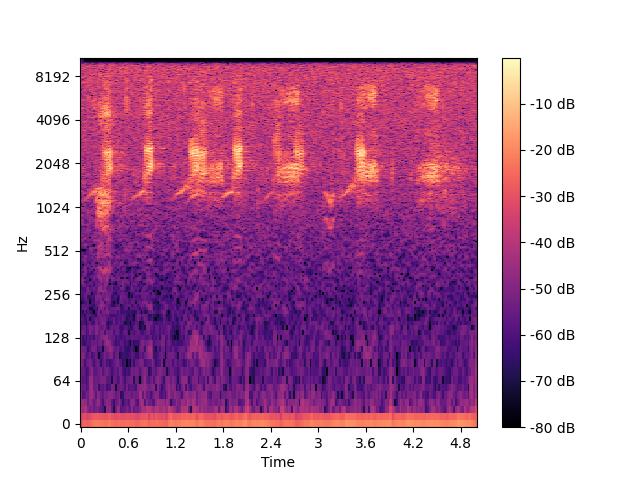 8192
4096
2048
1024
512
256
128
64
0
Hz
0 0.6 1.2 1.8 2.4 3 3.6 4.2 4.8
Time
-10 dB
-20 dB
-30 dB
-40 dB
-50 dB
-60 dB
-70 dB
-80 dB